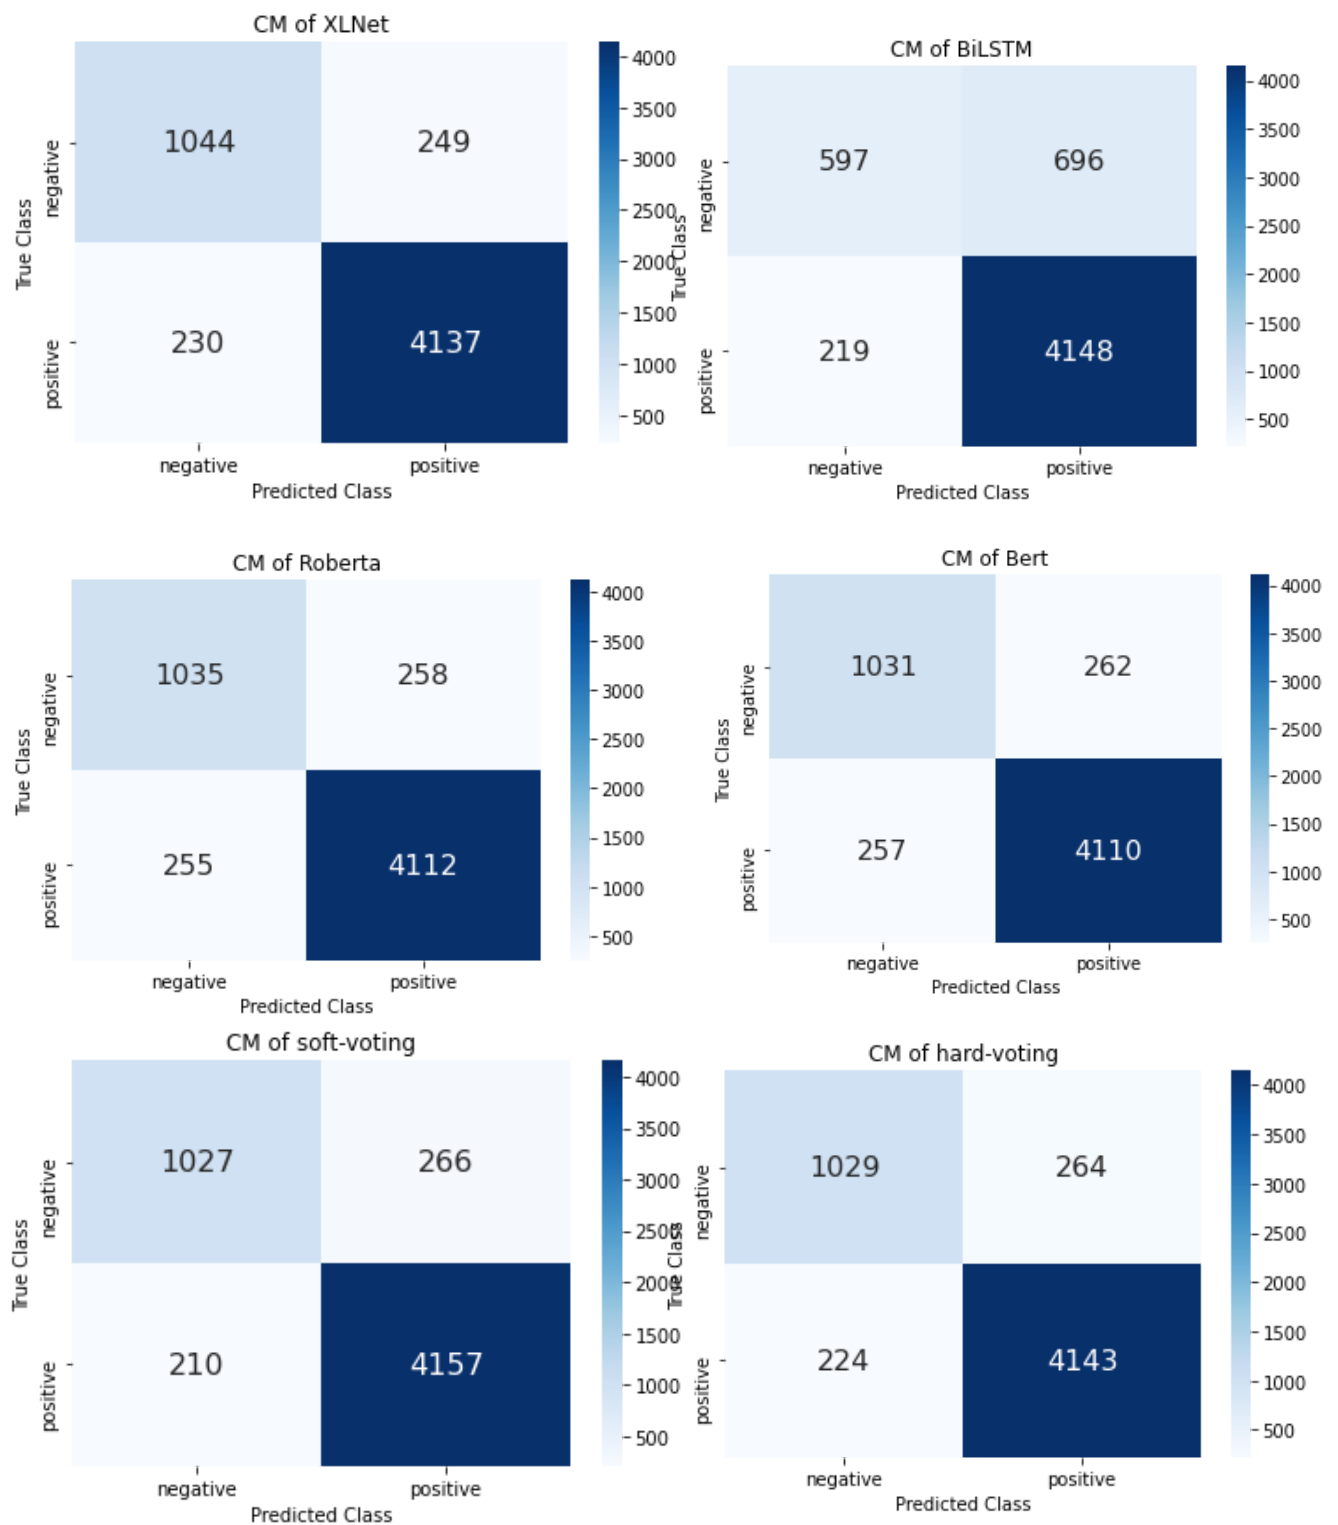 CM of XLNet
1044 249
230 4137
negative
positive
True Class
negative positive
Predicted Class
4000
3500
3000
2500
2000
1500
1000
500
CM of BiLSTM
597 696
219 4148
negative
positive
True Class
negative positive
Predicted Class
4000
3500
3000
2500
2000
1500
1000
500
CM of Roberta
1035 258
255 4112
negative
positive
True Class
negative positive
Predicted Class
4000
3500
3000
2500
2000
1500
1000
500
CM of Bert
1031 262
257 4110
negative
positive
True Class
negative positive
Predicted Class
4000
3500
3000
2500
2000
1500
1000
500
CM of soft-voting
1027 266
210 4157
negative
positive
True Class
negative positive
Predicted Class
4000
3500
3000
2500
2000
1500
1000
500
CM of hard-voting
1029 264
224 4143
negative
positive
True Class
negative positive
Predicted Class
4000
3500
3000
2500
2000
1500
1000
500